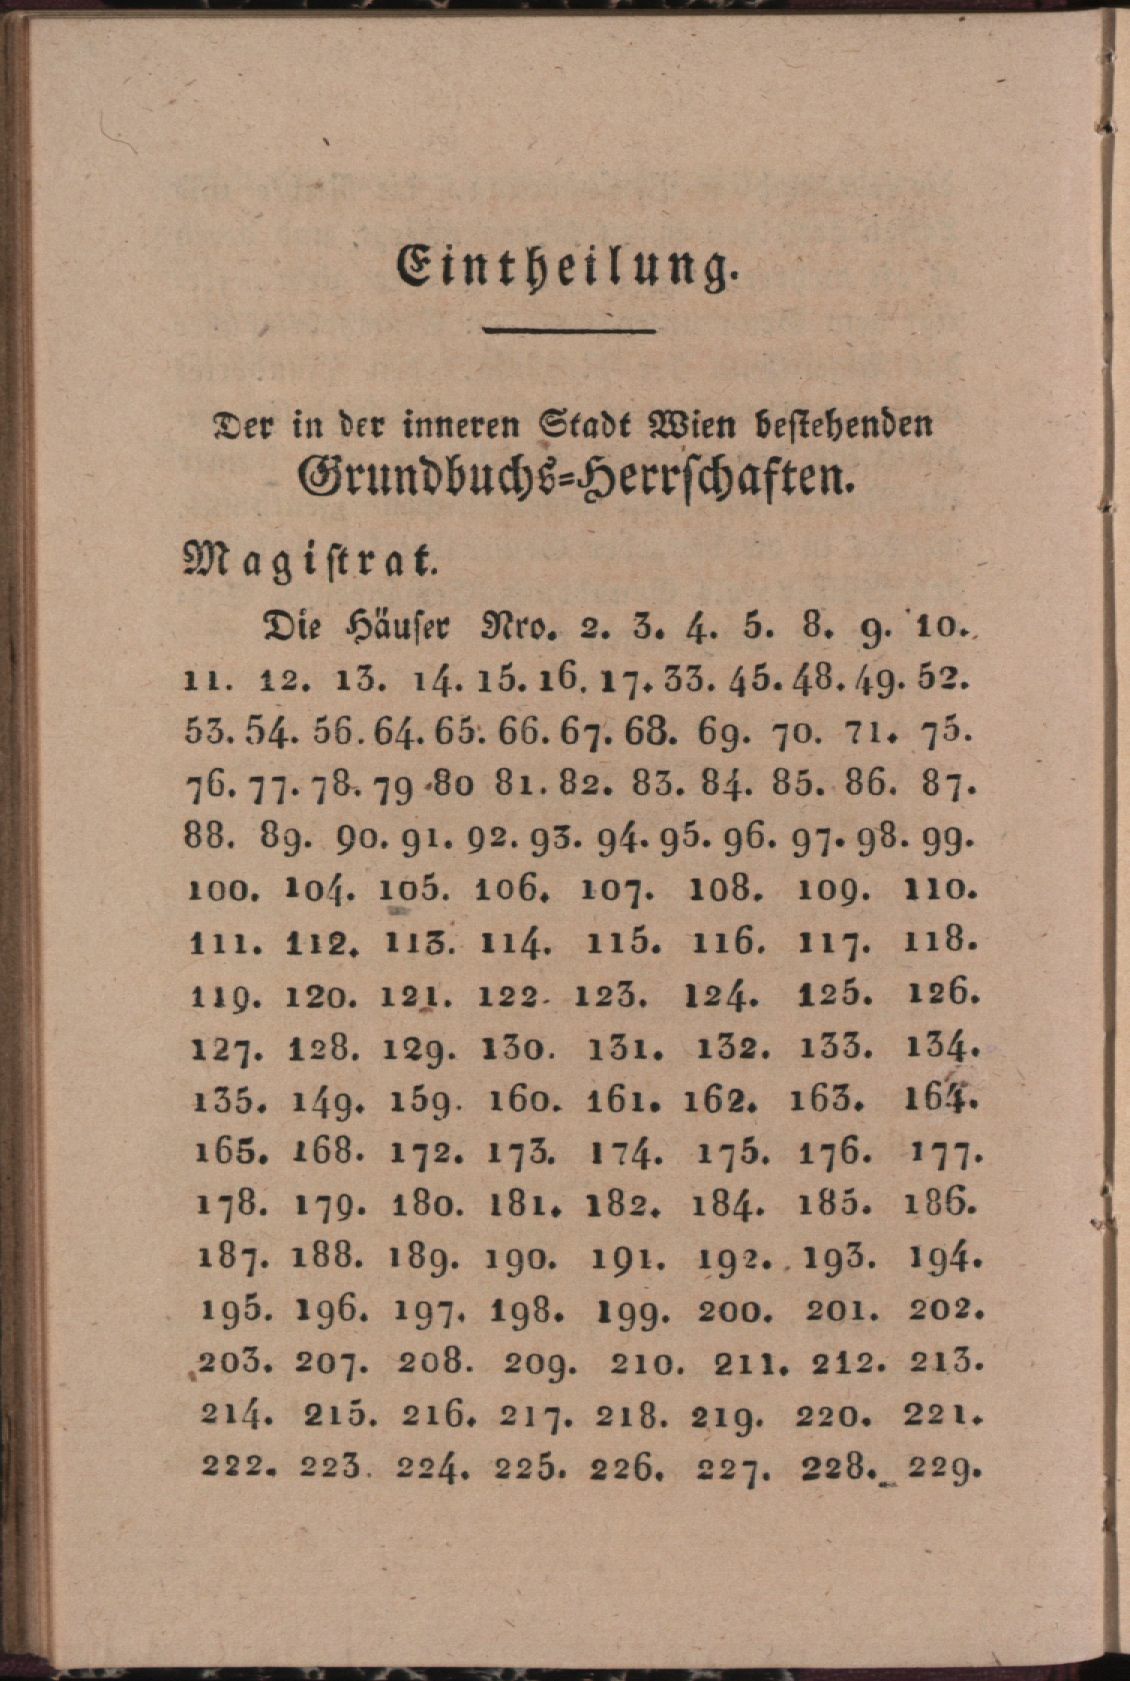 Eintheilung.
Der in der inneren Stadt Wien bestehenden
Grundbuchs=Herrschaften.
Magistrat.
Die Häuser Nro. 2. 3. 4. 5. 8. 9. 10.
11. 12. 13. 14. 15. 16. 17. 33. 45. 48. 49. 52.
53. 54. 56. 64. 65. 66. 67. 68. 69. 70. 71. 75.
76. 77. 78. 79. 80 81. 82. 83. 84. 85. 86. 87.
88. 89. 90. 91. 92. 93. 94. 95. 96. 97. 98. 99.
100. 104. 105. 106. 107. 108. 109. 110.
111. 112. 113. 114. 115. 116. 117. 118.
119. 120. 121. 122. 123. 124. 125. 126.
127. 128. 129. 130. 131. 132. 133. 134.
135. 149. 159. 160. 161. 162. 163. 164.
165. 168. 172. 173. 174. 175. 176. 177.
178. 179. 180. 181. 182. 184. 185. 186.
187. 188. 189. 190. 191. 192. 193. 194.
195. 196. 197. 198. 199. 200. 201. 202.
203. 207. 208. 209. 210. 211. 212. 213.
214. 215. 216. 217. 218. 219. 220. 221.
222. 223. 224. 225. 226. 227. 228. 229.